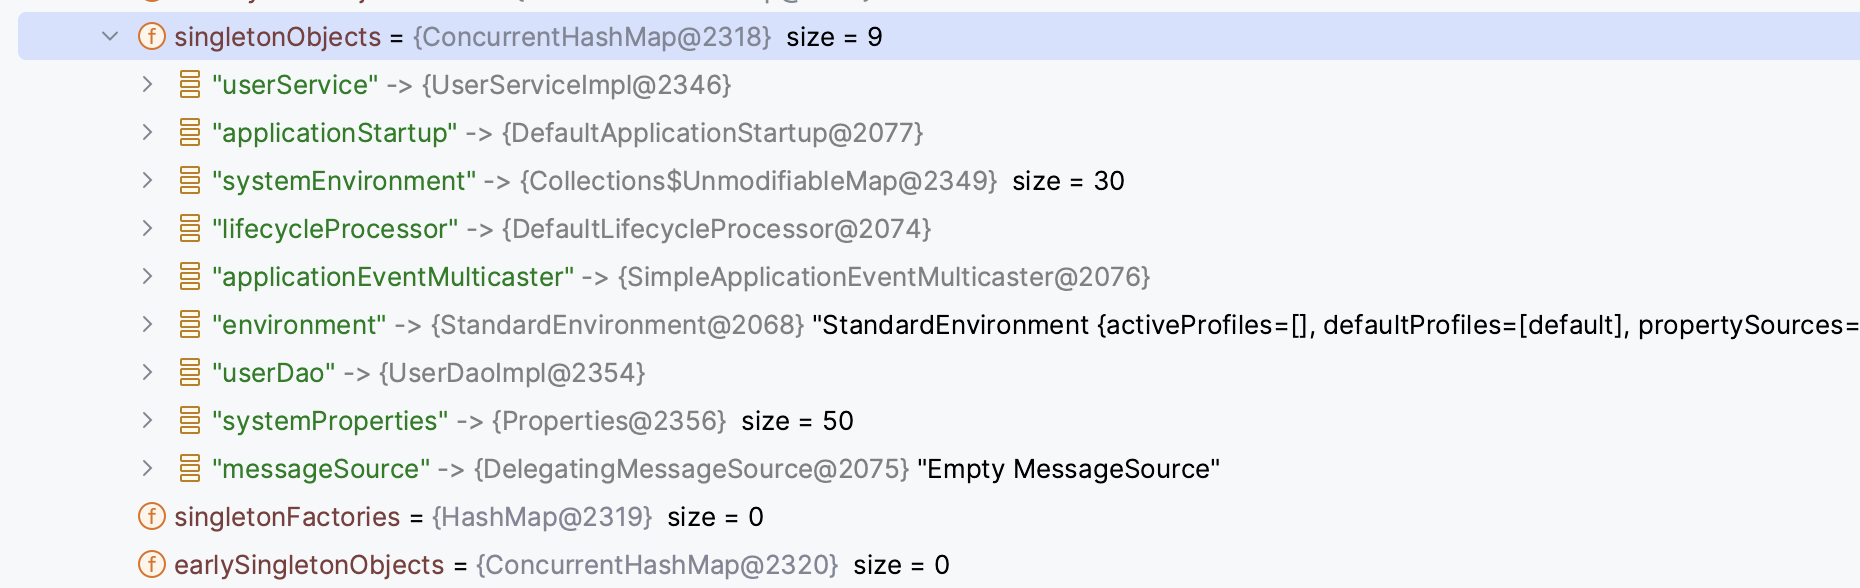 singletonObjects = {ConcurrentHashMap@2318} size = 9
"userService" -> {UserServiceImpl@2346}
"applicationStartup" -> {DefaultApplicationStartup@2077}
"systemEnvironment" -> {Collections$UnmodifiableMap@2349} size = 30
"lifecycleProcessor" -> {DefaultLifecycleProcessor@2074}
"applicationEventMulticaster" -> {SimpleApplicationEventMulticaster@2076}
"environment" -> {StandardEnvironment@2068} "StandardEnvironment {activeProfiles=[], defaultProfiles=[default], propertySources=
"userDao" -> {UserDaoImpl@2354}
"systemProperties" -> {Properties@2356} size = 50
"messageSource" -> {DelegatingMessageSource@2075} "Empty MessageSource"
singletonFactories = {HashMap@2319} size = 0
earlySingletonObjects = {ConcurrentHashMap@2320} size = 0